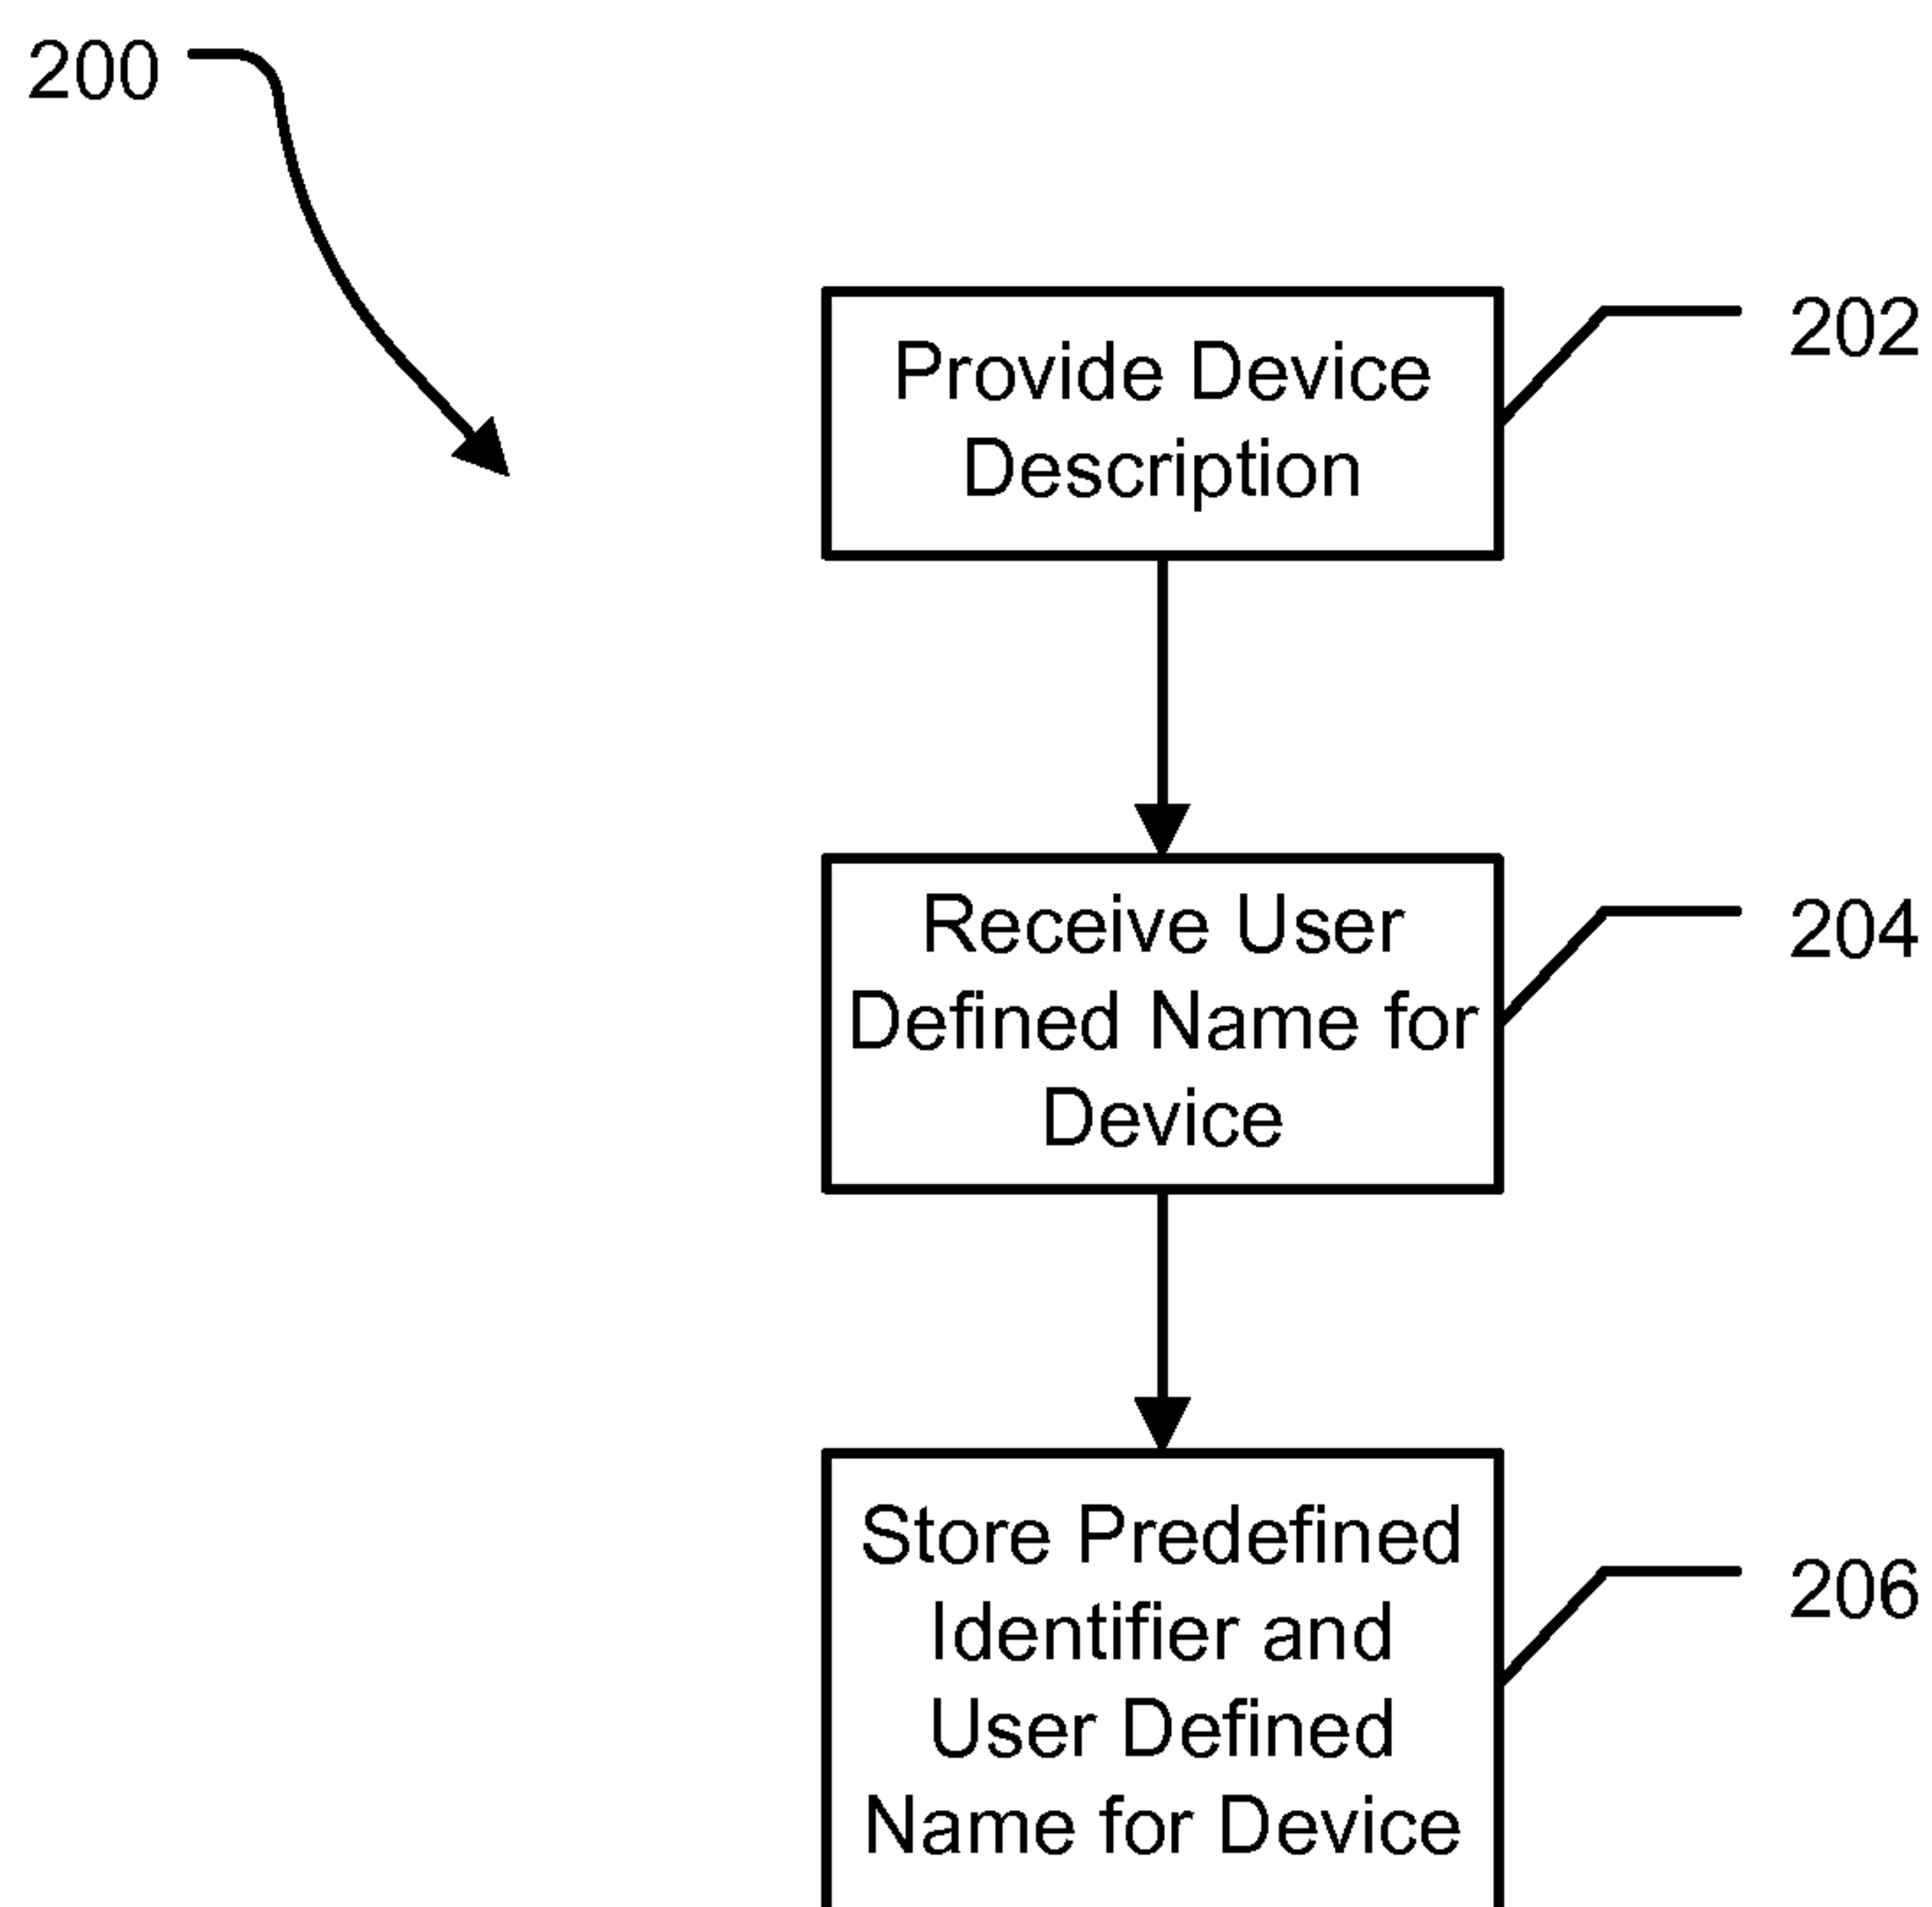 200
Provide Device
Description
202
Receive User
Defined Name for
Device
204
Store Predefined
Identifier and
User Defined
Name for Device
206